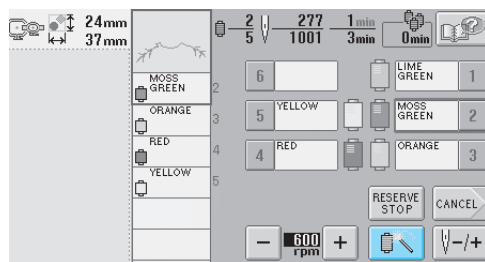 24mm
37mm
2
5
277
1001
1min
3min
0min
MOSS
GREEN
ORANGE
RED
YELLOW
2
3
4
5
6
LIME
GREEN
1
5
YELLOW
MOSS
GREEN
2
4
RED
ORANGE
3
RESERVE
STOP
CANCEL
−
600
rpm
+
−/+